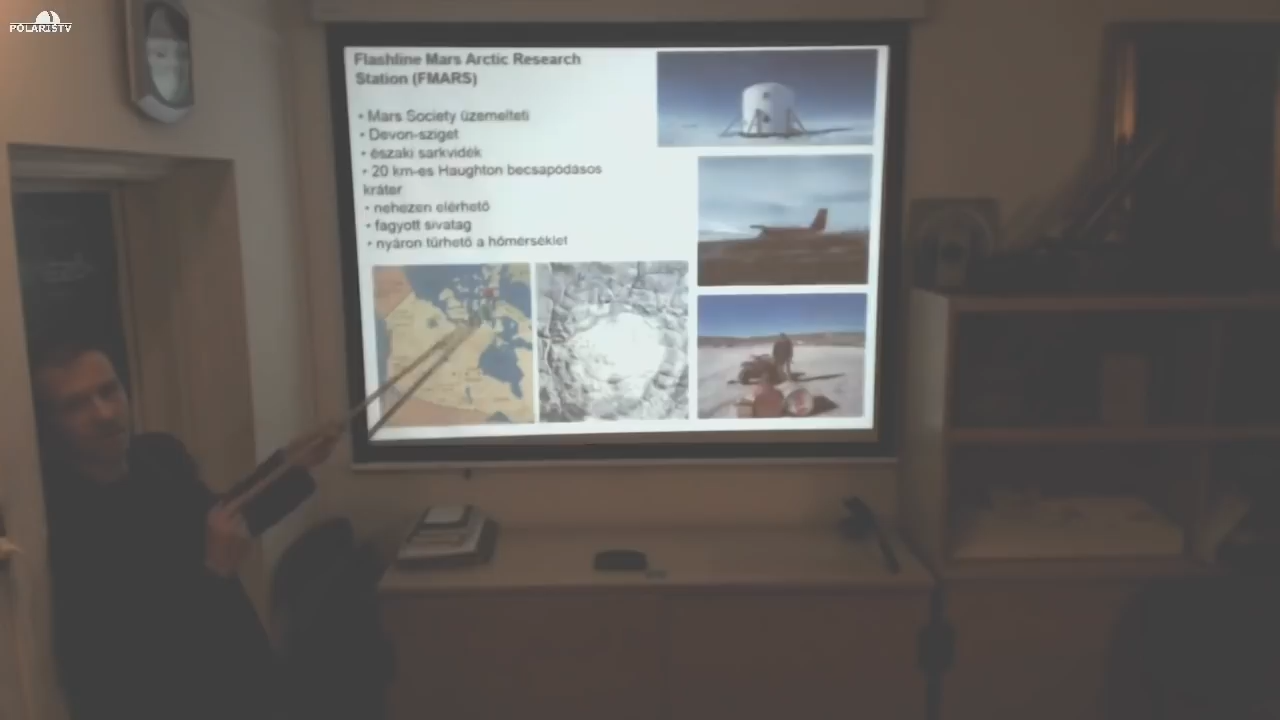 POLARISTV
Flashline Mars Arctic Research
Station (FMARS)
• Mars Society üzemelteti
• Devon-sziget
• északi sarkvidék
• 20 km-es Haughton becsapódásos
kráter
• nehezen elérhető
• fagyott sivatag
• nyáron tűrhető a hőmérséklet